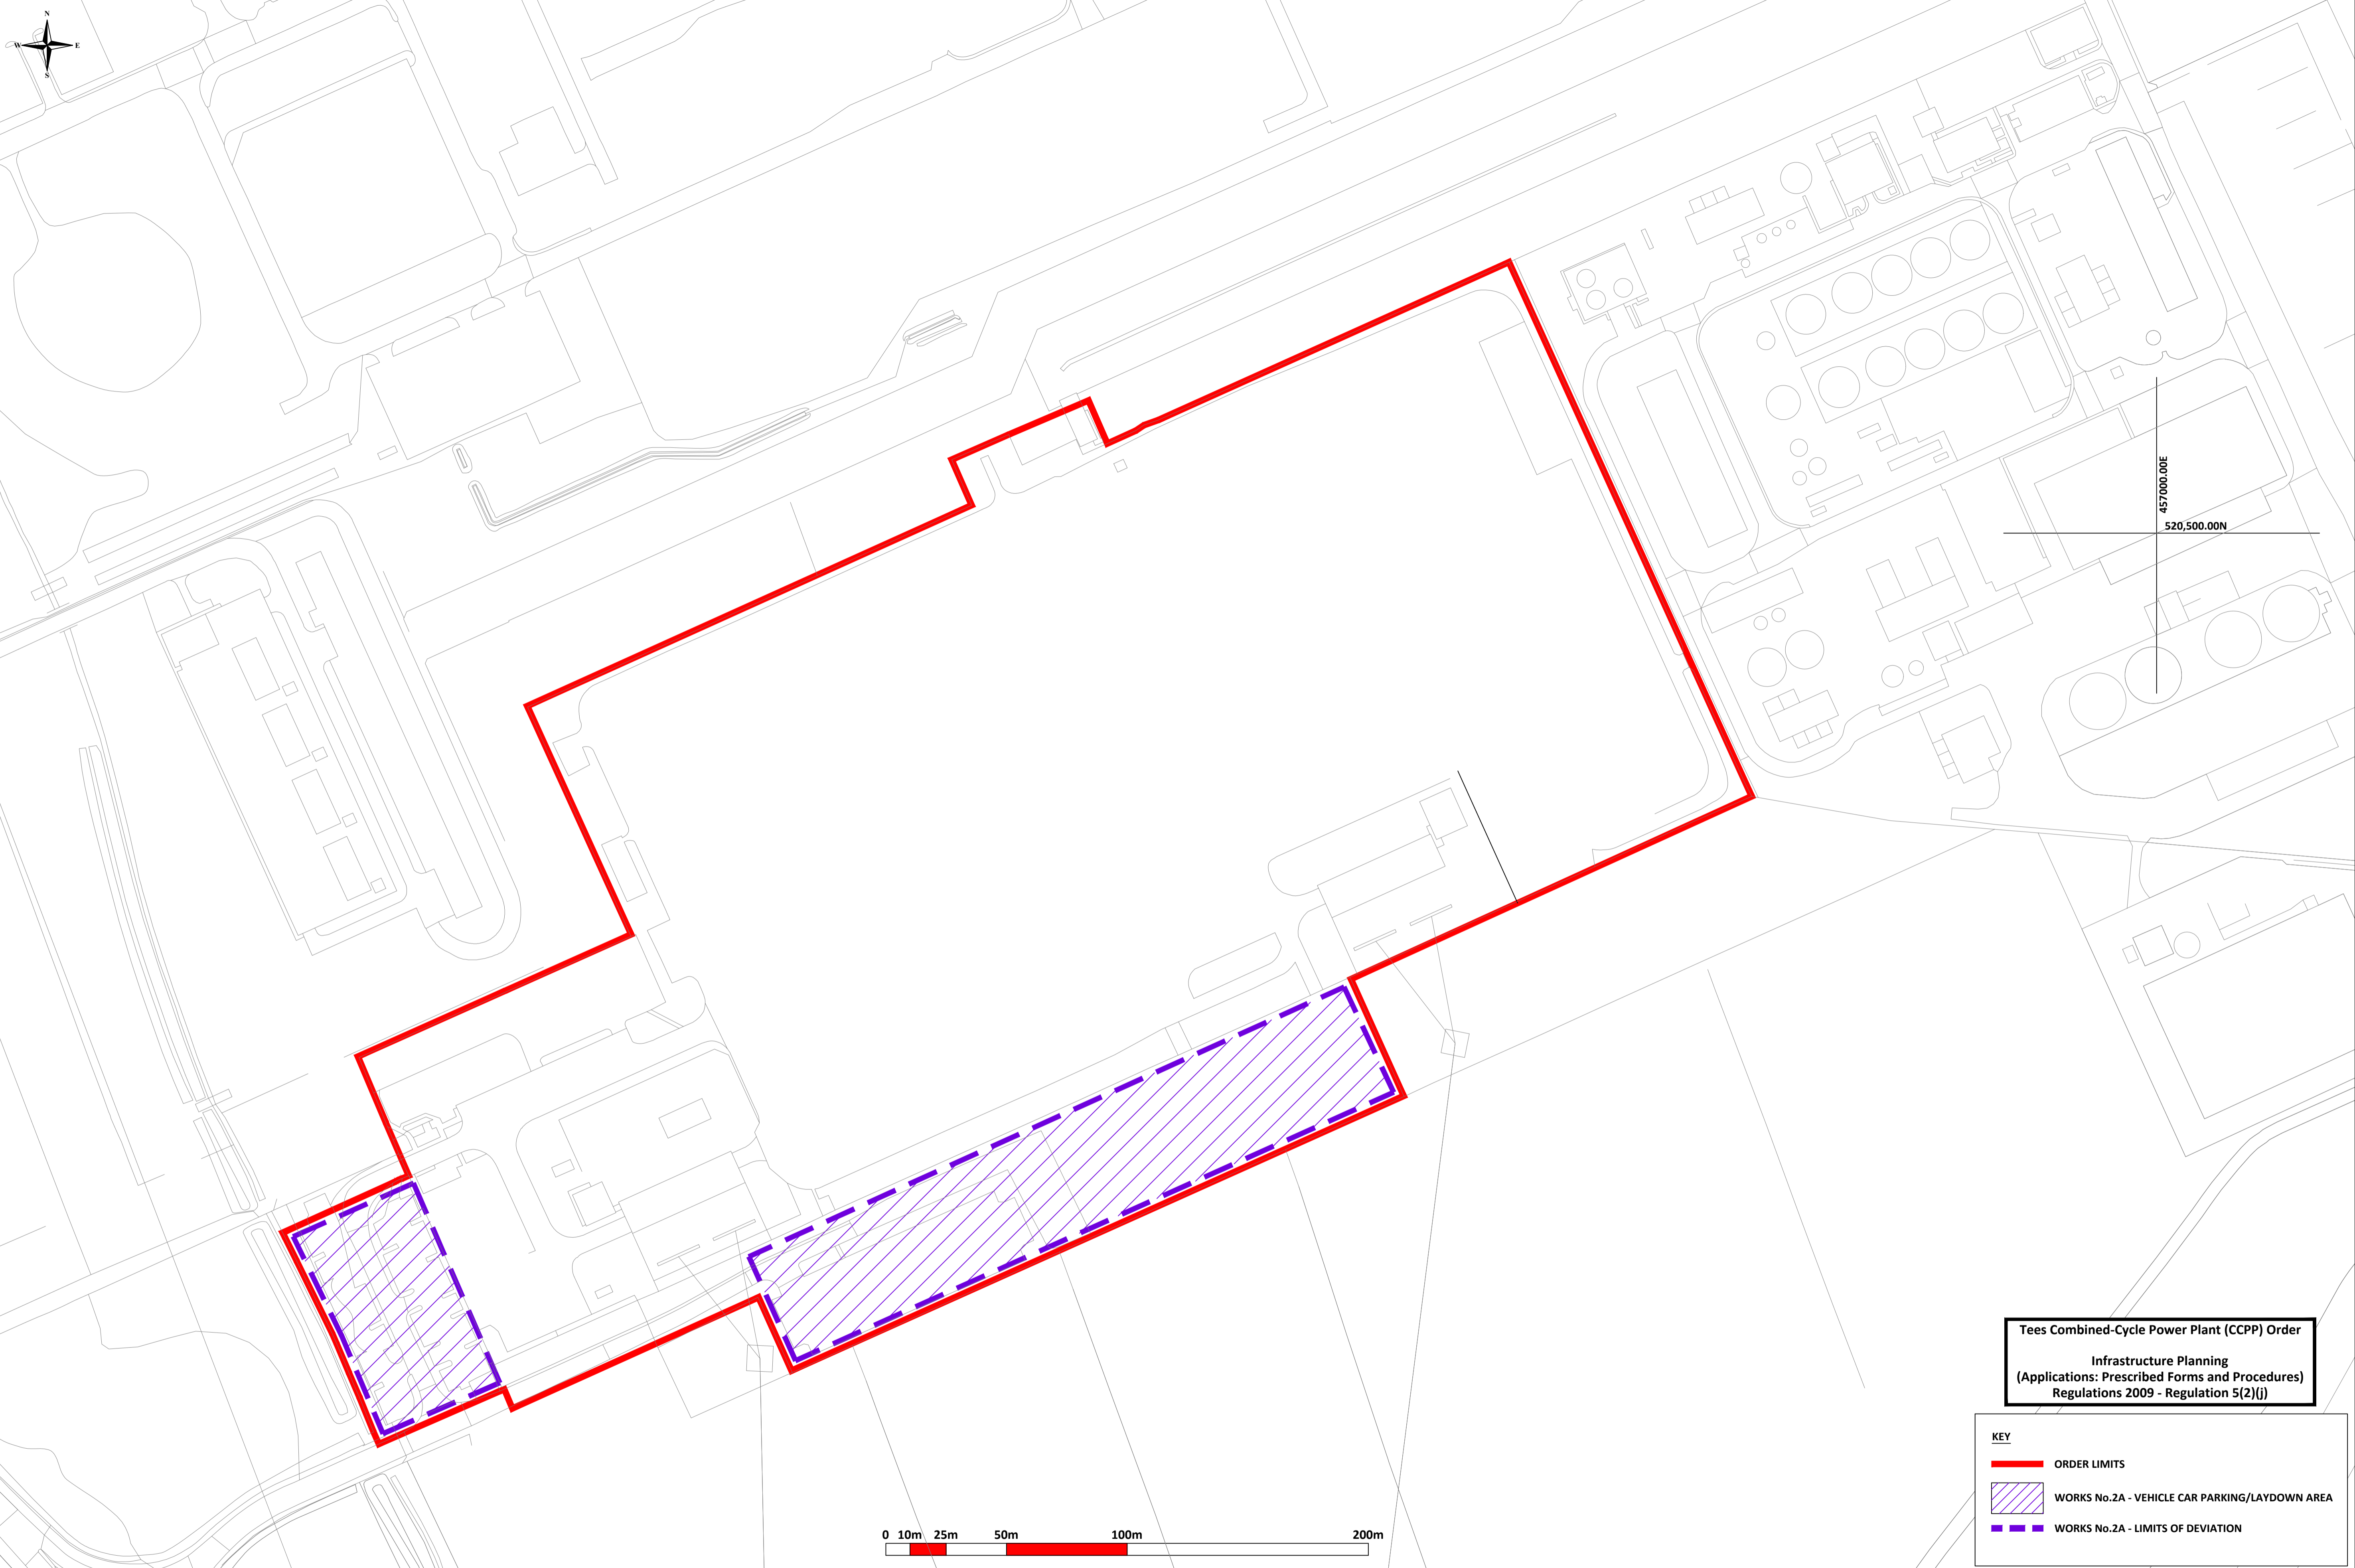 N
W E
S
457000.00E
520,500.00N
Tees Combined-Cycle Power Plant (CCPP) Order
Infrastructure Planning
(Applications: Prescribed Forms and Procedures)
Regulations 2009 - Regulation 5(2)(j)
KEY
ORDER LIMITS
WORKS No.2A - VEHICLE CAR PARKING/LAYDOWN AREA
WORKS No.2A - LIMITS OF DEVIATION
0 10m 25m 50m 100m 200m